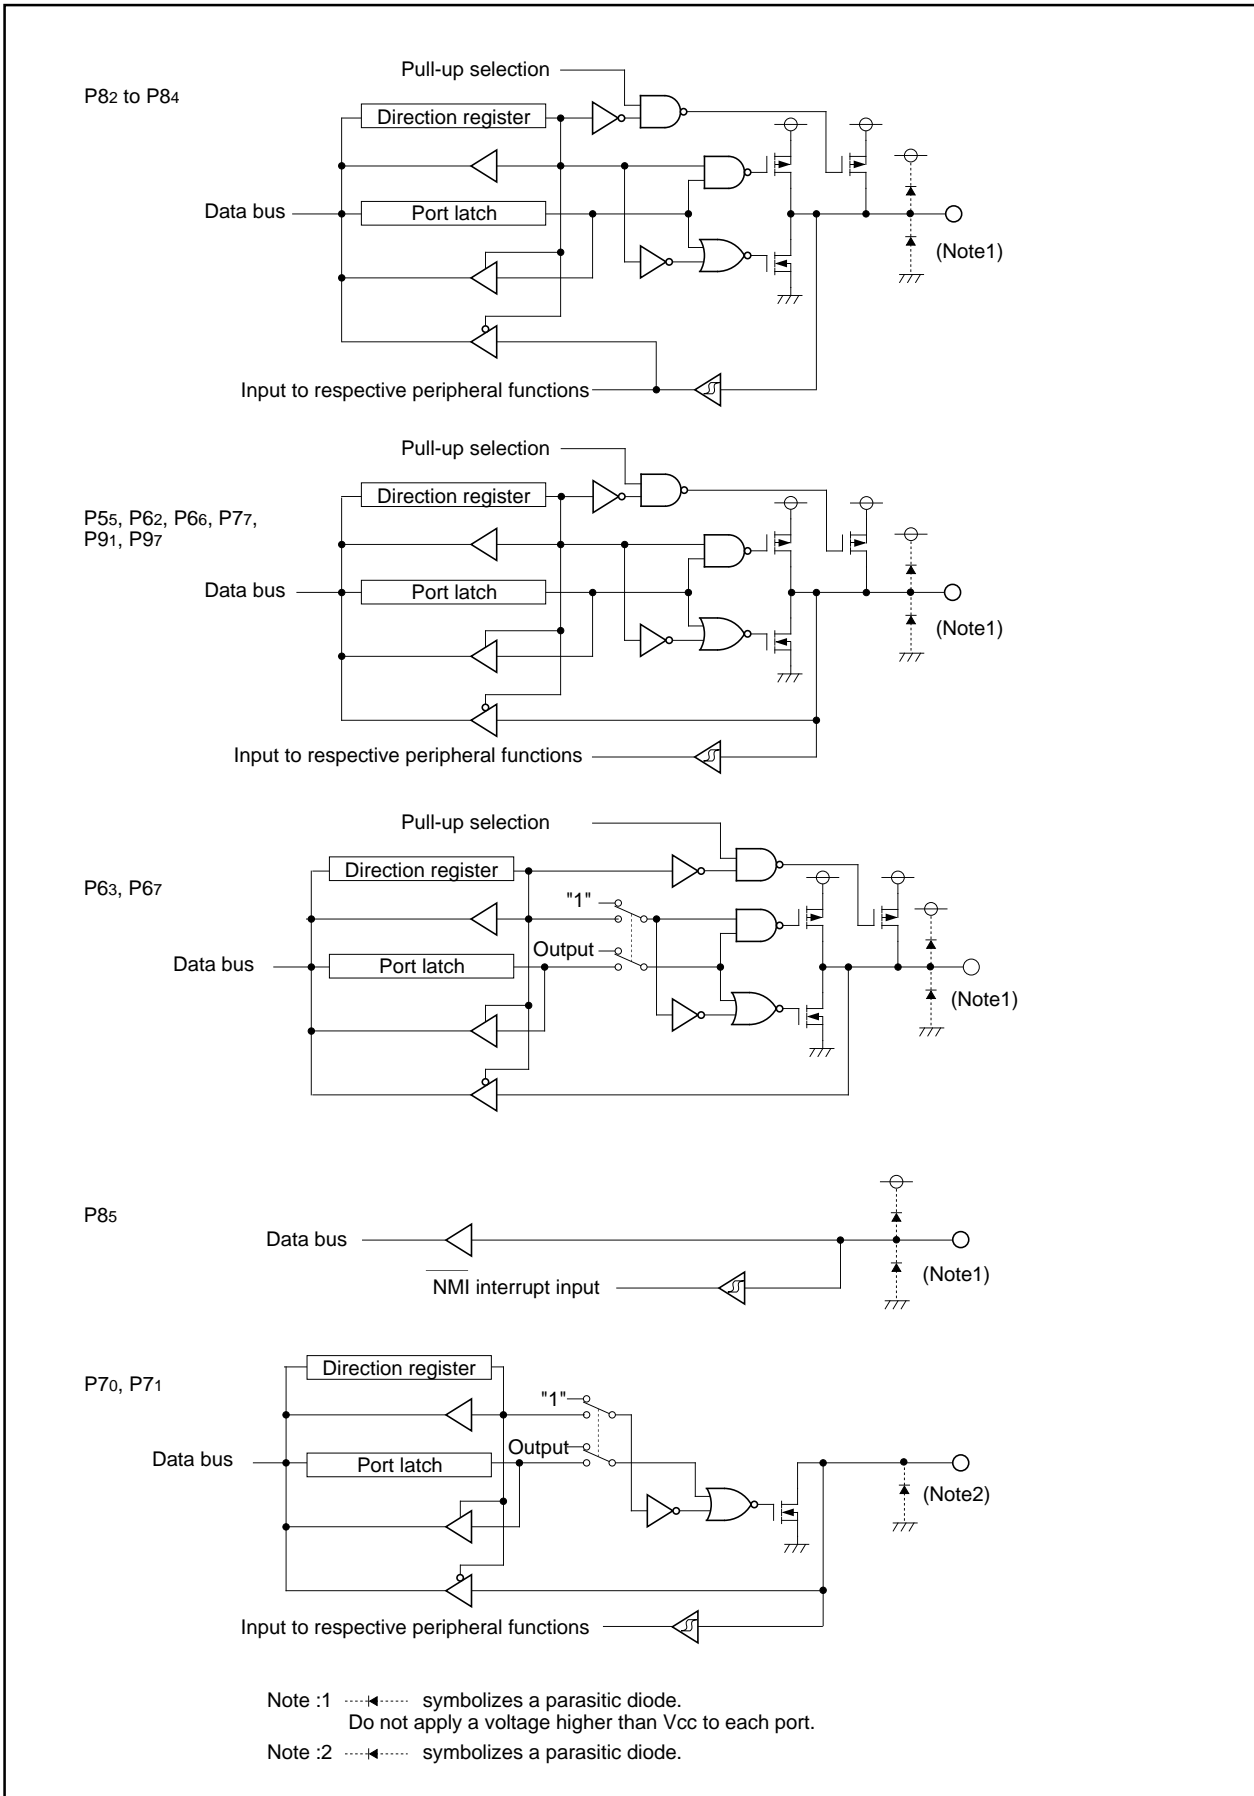 Pull-up selection
P82 to P84
Direction register
Data bus
Port latch
(Note1)
Input to respective peripheral functions
Pull-up selection
Direction register
P55, P62, P66, P77,
P91, P97
Data bus
Port latch
(Note1)
Input to respective peripheral functions
Pull-up selection
Direction register
P63, P67
"1"
Output
Data bus
Port latch
(Note1)
P85
Data bus
(Note1)
NMI interrupt input
Direction register
P70, P71
"1"
Output
Data bus
Port latch
(Note2)
Input to respective peripheral functions
Note :1 symbolizes a parasitic diode.
Do not apply a voltage higher than Vcc to each port.
Note :2 symbolizes a parasitic diode.